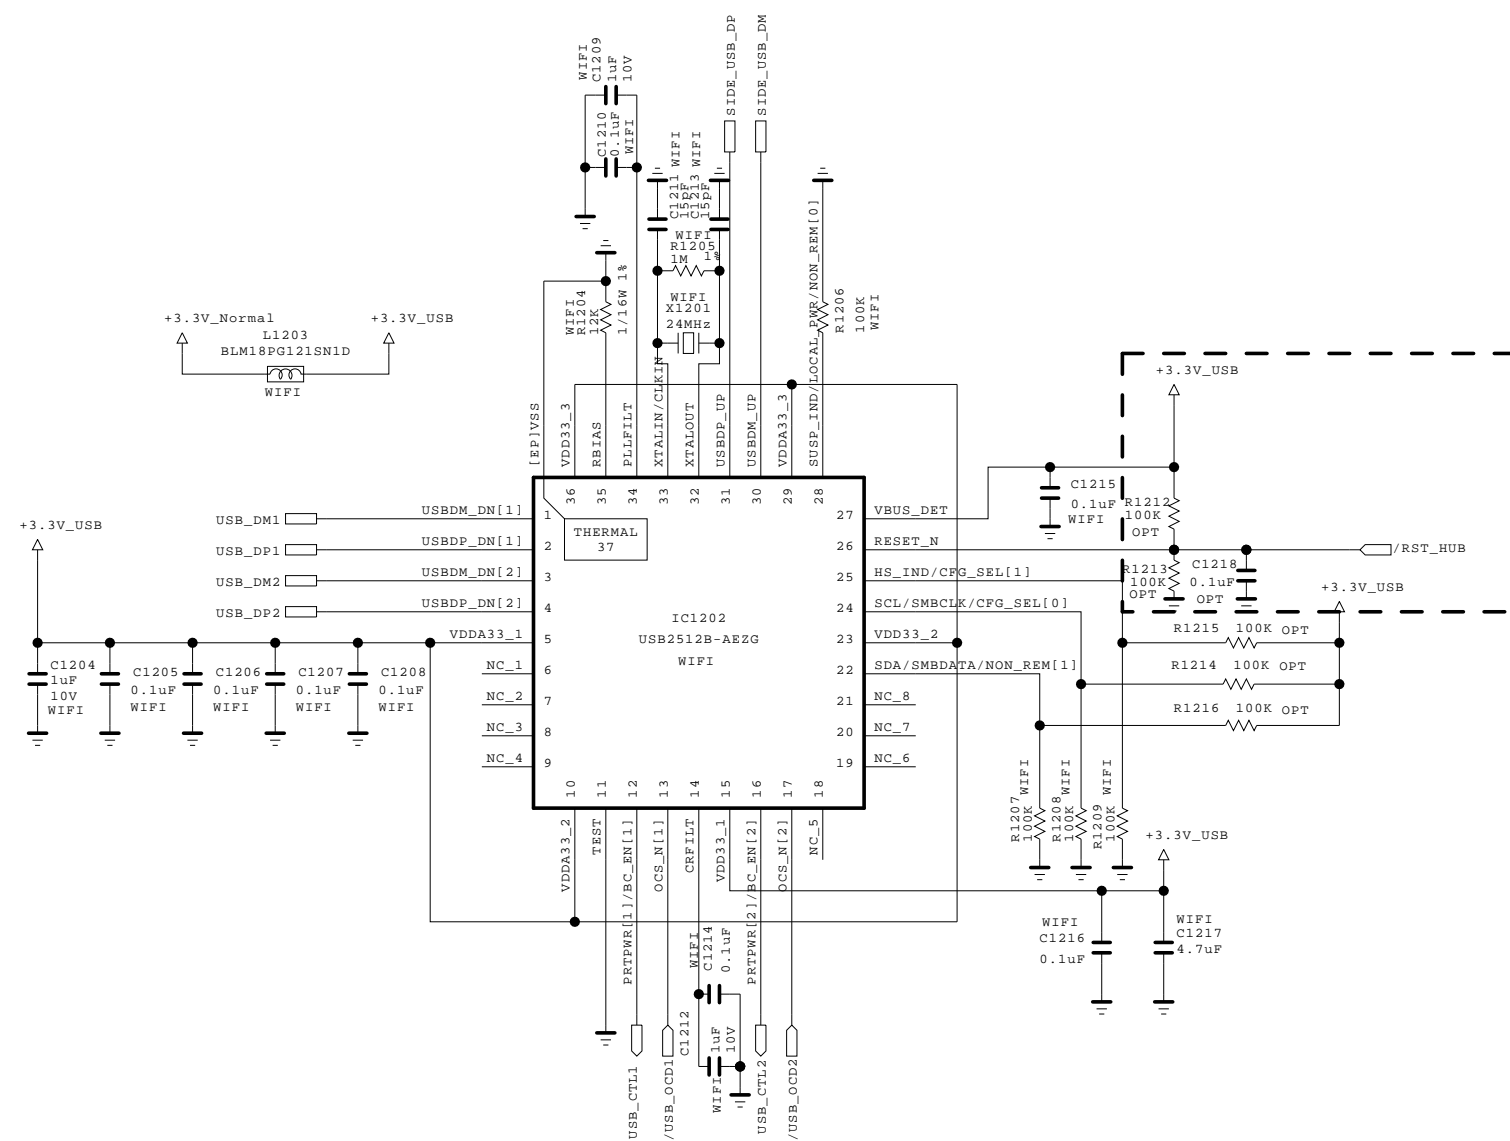 SIDE_USB_DP
SIDE_USB_DM
WIFI
C1209
1uF
10V
C1210
0.1uF
WIFI
C1211
WIFI
15pF
C1213
WIFI
15pF
WIFI
R1205
1M
1%
WIFI
X1201
24MHz
WIFI
R1204
12K
1/16W 1%
R1206
100K
WIFI
+3.3V_Normal
L1203
BLM18PG121SN1D
WIFI
+3.3V_USB
[EP]VSS
VDD33_3
RBIAS
PLLFILT
XTALIN/CLKIN
XTALOUT
USBDP_UP
USBDM_UP
VDDA33_3
SUSP_IND/LOCAL_PWR/NON_REM[0]
36
35
34
33
32
31
30
29
28
+3.3V_USB
C1215
0.1uF
WIFI
R1212
100K
OPT
R1213
100K
OPT
C1218
0.1uF
OPT
/RST_HUB
+3.3V_USB
+3.3V_USB
USB_DM1
USBDM_DN[1]
1
USB_DP1
USBDP_DN[1]
2
USB_DM2
USBDM_DN[2]
3
USB_DP2
USBDP_DN[2]
4
VDDA33_1
5
NC_1
6
NC_2
7
NC_3
8
NC_4
9
THERMAL
37
IC1202
USB2512B-AEZG
WIFI
27
VBUS_DET
26
RESET_N
25
HS_IND/CFG_SEL[1]
24
SCL/SMBCLK/CFG_SEL[0]
23
VDD33_2
22
SDA/SMBDATA/NON_REM[1]
21
NC_8
20
NC_7
19
NC_6
C1204
1uF
10V
WIFI
C1205
0.1uF
WIFI
C1206
0.1uF
WIFI
C1207
0.1uF
WIFI
C1208
0.1uF
WIFI
R1215 100K OPT
R1214 100K OPT
R1216 100K OPT
R1207
100K
WIFI
R1208
100K
WIFI
R1209
100K
WIFI
10
11
12
13
14
15
16
17
18
VDDA33_2
TEST
PRTPWR[1]/BC_EN[1]
OCS_N[1]
CRFILT
VDD33_1
PRTPWR[2]/BC_EN[2]
OCS_N[2]
NC_5
+3.3V_USB
WIFI
C1216
0.1uF
WIFI
C1217
4.7uF
WIFI
C1214
0.1uF
C1212
1uF
10V
WIFI
USB_CTL1
/USB_OCD1
USB_CTL2
/USB_OCD2